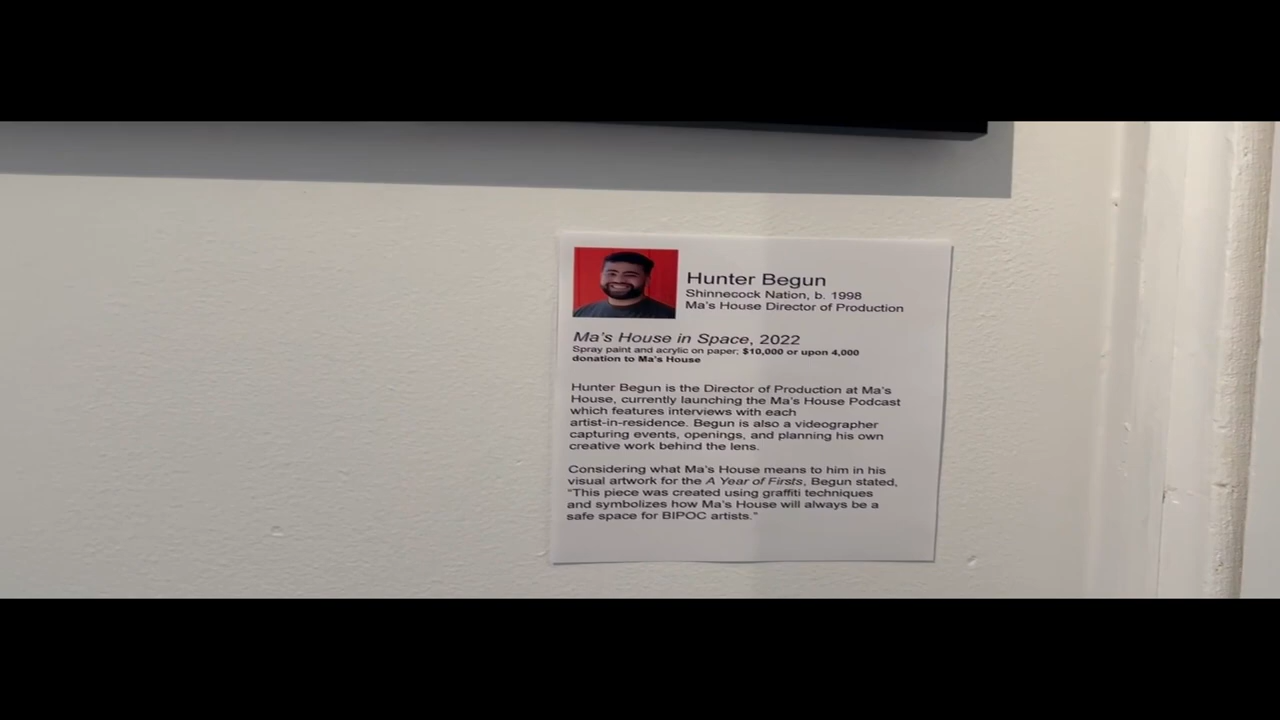 Hunter Begun
Shinnecock Nation, b. 1998
Ma's House Director of Production
Ma's House in Space, 2022
Spray paint and acrylic on paper; $10,000 or upon 4,000
donation to Ma's House
Hunter Begun is the Director of Production at Ma's
House, currently launching the Ma's House Podcast
which features interviews with each
artist-in-residence. Begun is also a videographer
capturing events, openings, and planning his own
creative work behind the lens.
Considering what Ma's House means to him in his
visual artwork for the A Year of Firsts, Begun stated,
"This piece was created using graffiti techniques
and symbolizes how Ma's House will always be a
safe space for BIPOC artists."